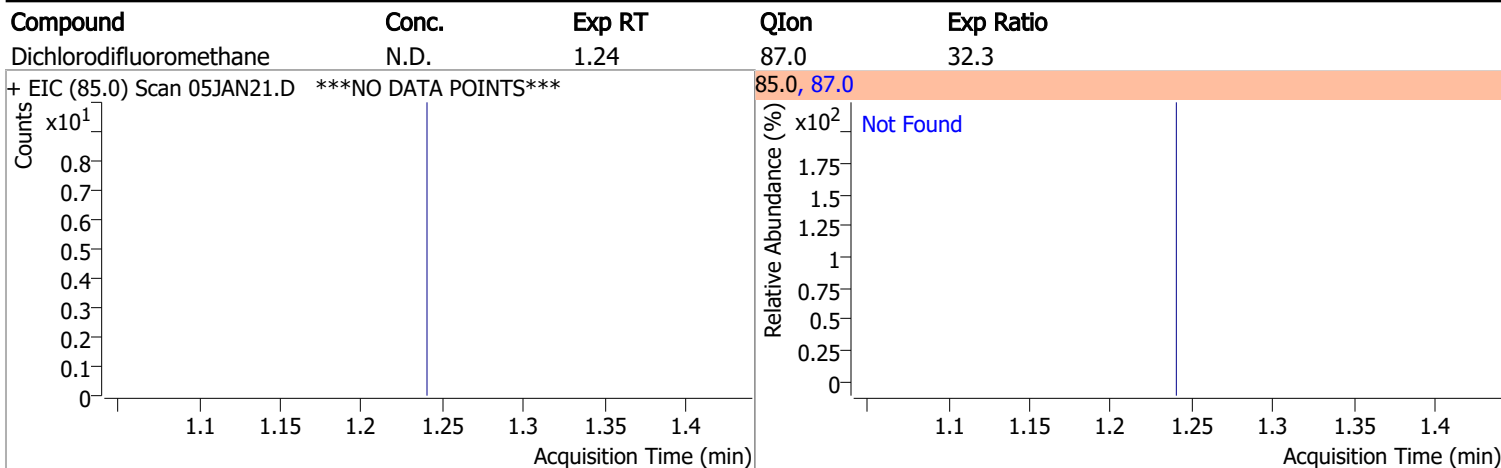 Compound Conc. Exp RT QIon Exp Ratio
Dichlorodifluoromethane N.D. 1.24 87.0 32.3
+ EIC (85.0) Scan 05JAN21.D ***NO DATA POINTS***
Counts
x10¹
0.8
0.7
0.6
0.5
0.4
0.3
0.2
0.1
0
1.1 1.15 1.2 1.25 1.3 1.35 1.4
Acquisition Time (min)
85.0, 87.0
Relative Abundance (%)
x10²
Not Found
1.75
1.5
1.25
1
0.75
0.5
0.25
0
1.1 1.15 1.2 1.25 1.3 1.35 1.4
Acquisition Time (min)